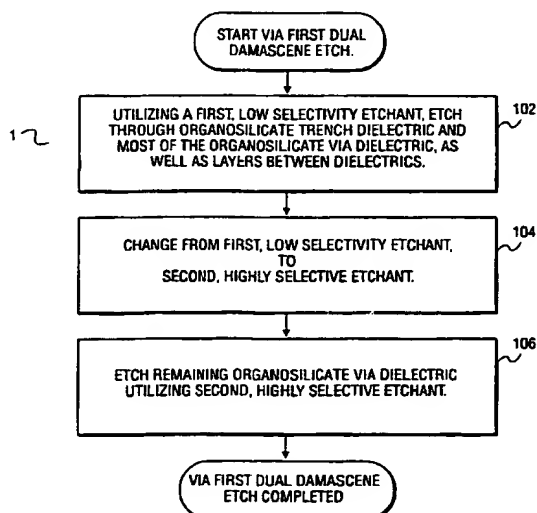 START VIA FIRST DUAL
DAMASCENE ETCH.
102
UTILIZING A FIRST, LOW SELECTIVITY ETCHANT, ETCH
THROUGH ORGANOSILICATE TRENCH DIELECTRIC AND
MOST OF THE ORGANOSILICATE VIA DIELECTRIC, AS
WELL AS LAYERS BETWEEN DIELECTRICS.
1
104
CHANGE FROM FIRST, LOW SELECTIVITY ETCHANT,
TO
SECOND, HIGHLY SELECTIVE ETCHANT.
106
ETCH REMAINING ORGANOSILICATE VIA DIELECTRIC
UTILIZING SECOND, HIGHLY SELECTIVE ETCHANT.
VIA FIRST DUAL DAMASCENE
ETCH COMPLETED